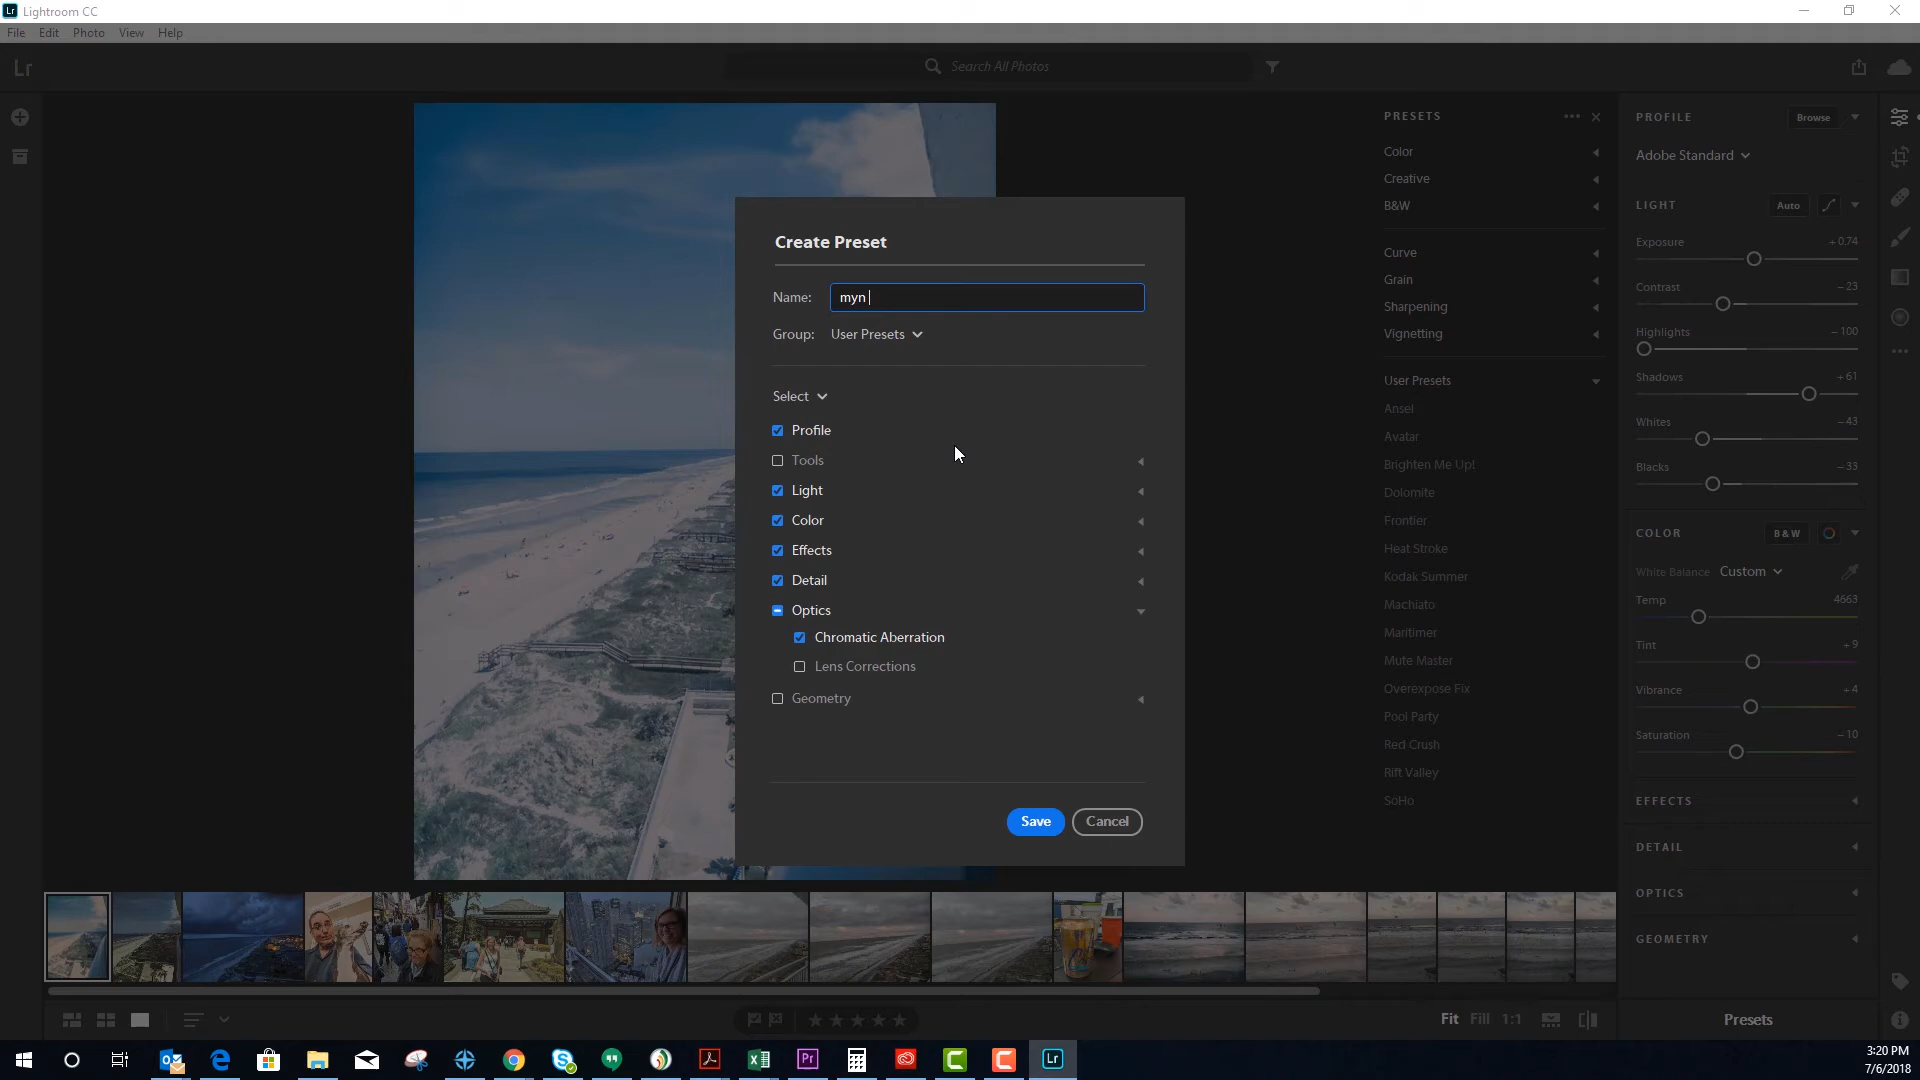 Lr Lightroom CC
File Edit Photo View Help
Lr
Search All Photos
PRESETS
Color
Creative
B&W
Curve
Grain
Sharpening
Vignetting
User Presets
Ansel
Avatar
Brighten Me Up!
Dolomite
Frontier
Heat Stroke
Kodak Summer
Machiato
Maritimer
Mute Master
Overexpose Fix
Pool Party
Red Crush
Rift Valley
SoHo
Create Preset
Name: myn
Group: User Presets
Select
Profile
Tools
Light
Color
Effects
Detail
Optics
Chromatic Aberration
Lens Corrections
Geometry
Save Cancel
PROFILE Browse
Adobe Standard
LIGHT Auto
Exposure +0.74
Contrast -23
Highlights -100
Shadows +61
Whites -43
Blacks -33
COLOR B&W
White Balance Custom
Temp 4663
Tint +9
Vibrance +4
Saturation -10
EFFECTS
DETAIL
OPTICS
GEOMETRY
Fit Fill 1:1
Presets
Pr Lr
3:20 PM
7/6/2018